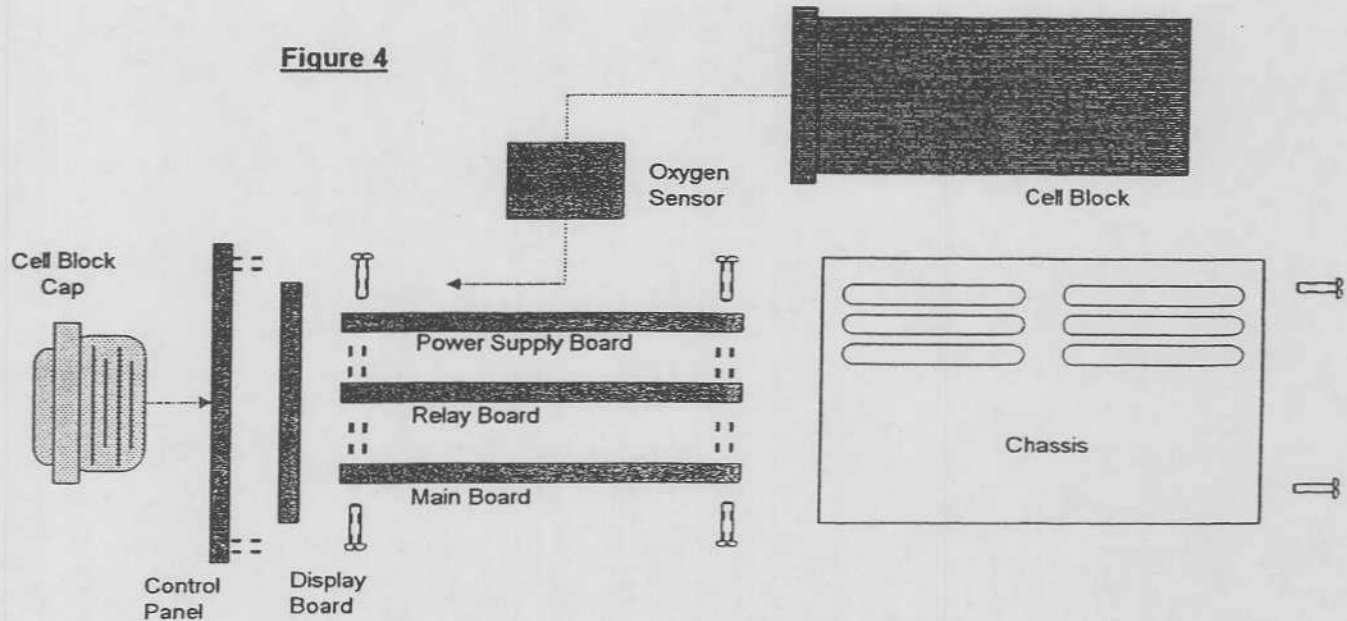 Figure 4
Oxygen
Sensor
Cell Block
Cell Block
Cap
Power Supply Board
Relay Board
Main Board
Chassis
Control
Panel
Display
Board